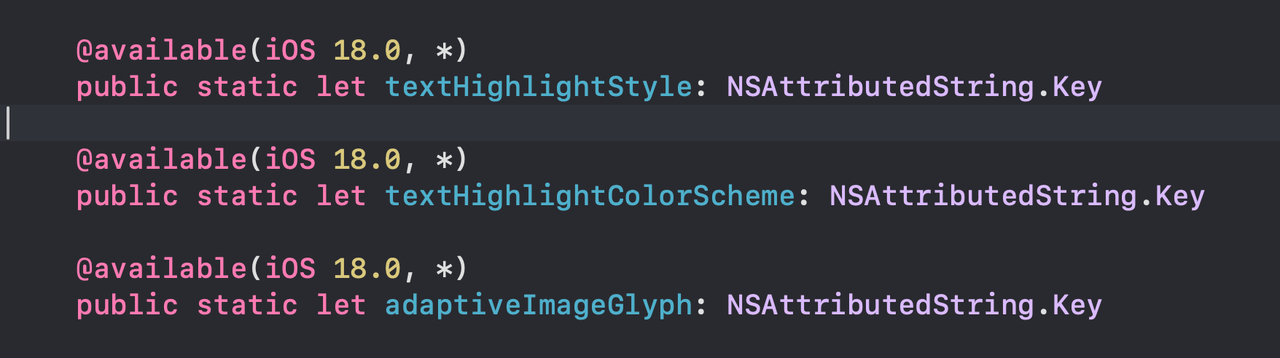 @available(iOS 18.0, *)
public static let textHighlightStyle: NSAttributedString.Key
@available(iOS 18.0, *)
public static let textHighlightColorScheme: NSAttributedString.Key
@available(iOS 18.0, *)
public static let adaptiveImageGlyph: NSAttributedString.Key